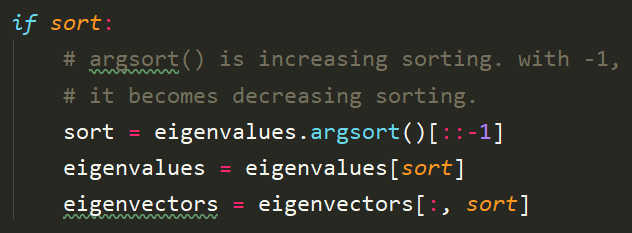 if sort:
# argsort() is increasing sorting. with -1,
# it becomes decreasing sorting.
sort = eigenvalues.argsort()[::-1]
eigenvalues = eigenvalues[sort]
eigenvectors = eigenvectors[:, sort]